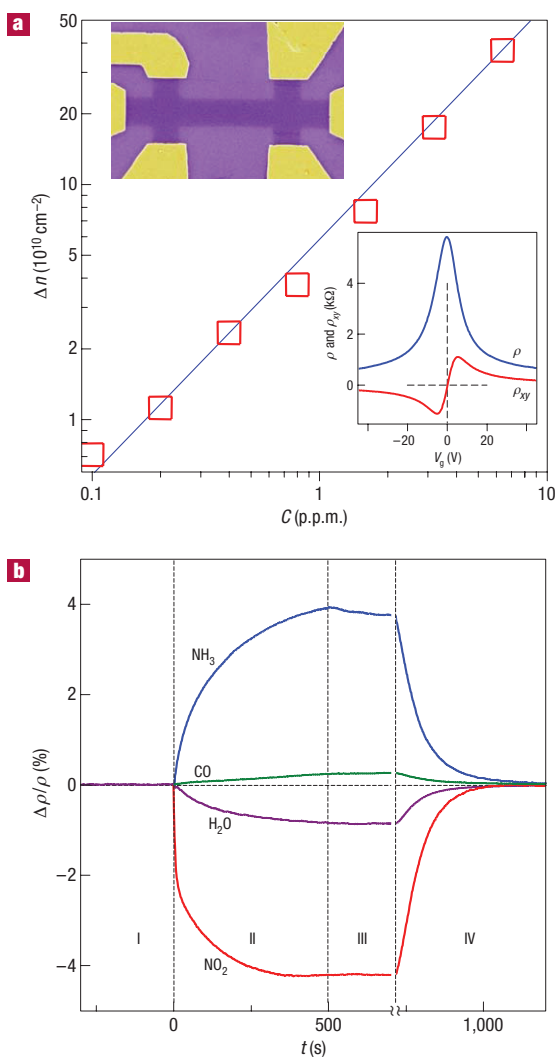 a
50
20
10
5
2
1
Δn (10¹⁰ cm⁻²)
0.1
1
10
C (p.p.m.)
4
2
0
ρ and ρxy (kΩ)
ρ
ρxy
−20
0
20
Vg (V)
b
4
2
0
−2
−4
Δρ/ρ (%)
NH₃
CO
H₂O
NO₂
I
II
III
IV
0
500
1,000
t (s)